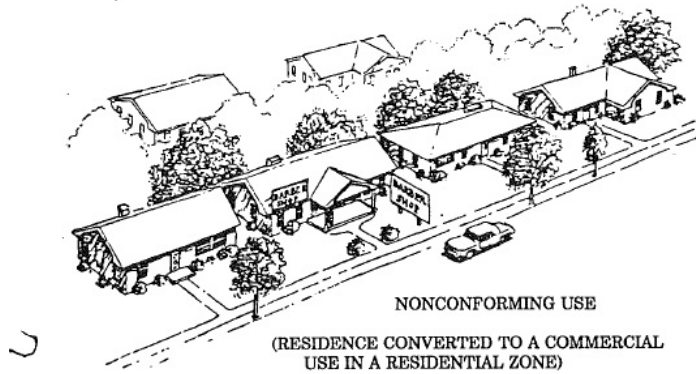 BARBER
SHOP
BARBER
SHOP
NONCONFORMING USE
(RESIDENCE CONVERTED TO A COMMERCIAL
USE IN A RESIDENTIAL ZONE)